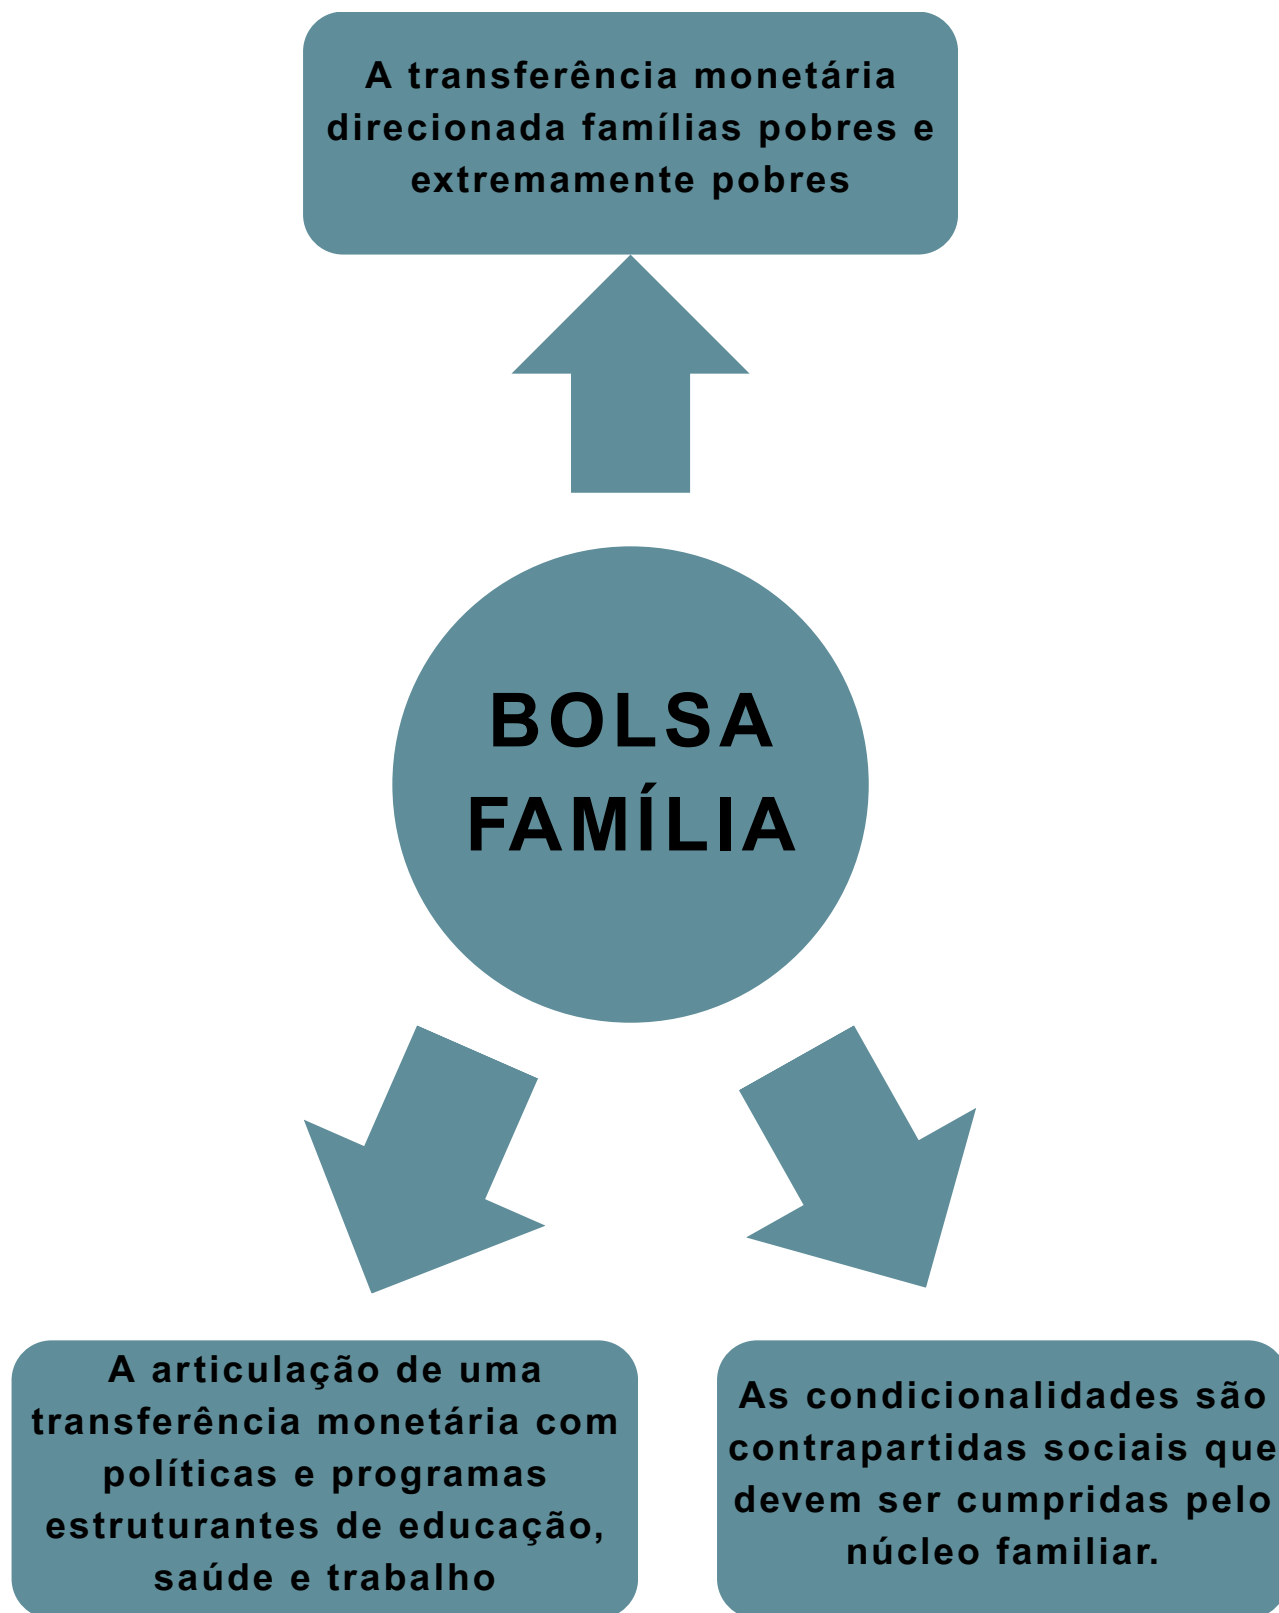 A transferência monetária
direcionada famílias pobres e
extremamente pobres
BOLSA
FAMÍLIA
A articulação de uma
transferência monetária com
políticas e programas
estruturantes de educação,
saúde e trabalho
As condicionalidades são
contrapartidas sociais que
devem ser cumpridas pelo
núcleo familiar.